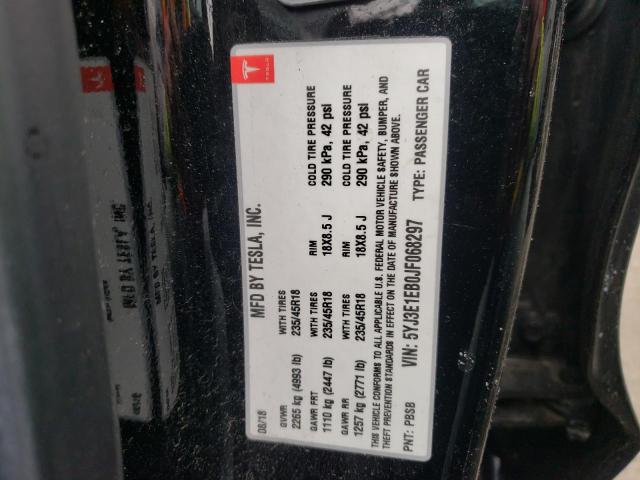 TESLA
MFD BY TESLA, INC.
08/18
GVWR WITH TIRES RIM COLD TIRE PRESSURE
2265 kg (4993 lb) 235/45R18 18X8.5 J 290 kPa, 42 psi
GAWR FRT WITH TIRES RIM COLD TIRE PRESSURE
1110 kg (2447 lb) 235/45R18 18X8.5 J 290 kPa, 42 psi
GAWR RR
1257 kg (2771 lb) 235/45R18
THIS VEHICLE CONFORMS TO ALL APPLICABLE U.S. FEDERAL MOTOR VEHICLE SAFETY, BUMPER, AND
THEFT PREVENTION STANDARDS IN EFFECT ON THE DATE OF MANUFACTURE SHOWN ABOVE.
VIN: 5YJ3E1EB0JF068297
PNT: PBSB TYPE: PASSENGER CAR